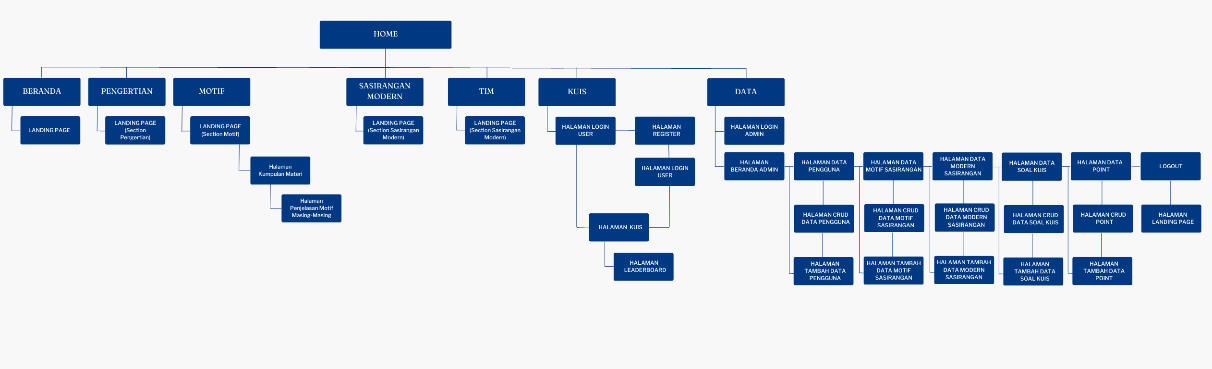 HOME
BERANDA
PENGERTIAN
MOTIF
SASIRANGAN
MODERN
TIM
KUIS
DATA
LANDING PAGE
LANDING PAGE
(Section
Pengertian)
LANDING PAGE
(Section Motif)
LANDING PAGE
(Section Sasirangan
Modern)
LANDING PAGE
(Section Sasirangan
Modern)
HALAMAN LOGIN
USER
HALAMAN
REGISTER
HALAMAN LOGIN
ADMIN
Halaman
Kumpulan Materi
HALAMAN LOGIN
USER
HALAMAN
BERANDA ADMIN
HALAMAN DATA
PENGGUNA
HALAMAN DATA
MOTIF SASIRANGAN
HALAMAN DATA
MODERN
SASIRANGAN
HALAMAN DATA
SOAL KUIS
HALAMAN DATA
POINT
LOGOUT
Halaman
Penjelasan Motif
Masing-Masing
HALAMAN KUIS
HALAMAN CRUD
DATA PENGGUNA
HALAMAN CRUD
DATA MOTIF
SASIRANGAN
HALAMAN CRUD
DATA MODERN
SASIRANGAN
HALAMAN CRUD
DATA SOAL KUIS
HALAMAN CRUD
POINT
HALAMAN
LANDING PAGE
HALAMAN
LEADERBOARD
HALAMAN
TAMBAH DATA
PENGGUNA
HALAMAN TAMBAH
DATA MOTIF
SASIRANGAN
HALAMAN TAMBAH
DATA MODERN
SASIRANGAN
HALAMAN
TAMBAH DATA
SOAL KUIS
HALAMAN
TAMBAH DATA
POINT